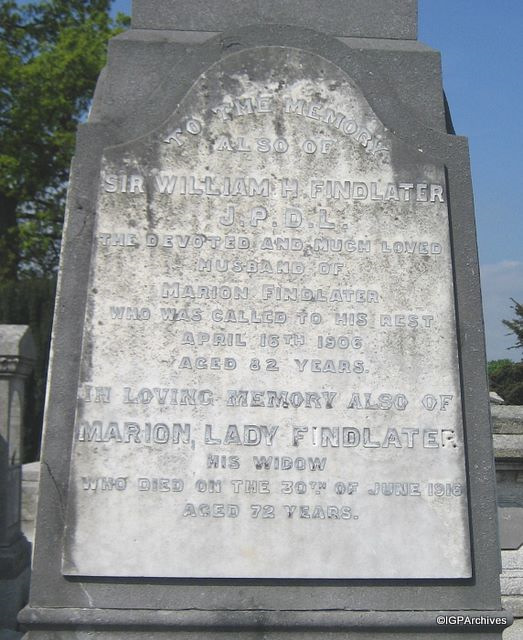 TO THE MEMORY
ALSO OF
SIR WILLIAM H. FINDLATER
J.P. D.L.
THE DEVOTED AND MUCH LOVED
HUSBAND OF
MARION FINDLATER
WHO WAS CALLED TO HIS REST
APRIL 16TH 1906
AGED 82 YEARS.
IN LOVING MEMORY ALSO OF
MARION, LADY FINDLATER
HIS WIDOW
WHO DIED ON THE 30TH OF JUNE 1916
AGED 72 YEARS.
©IGPArchives